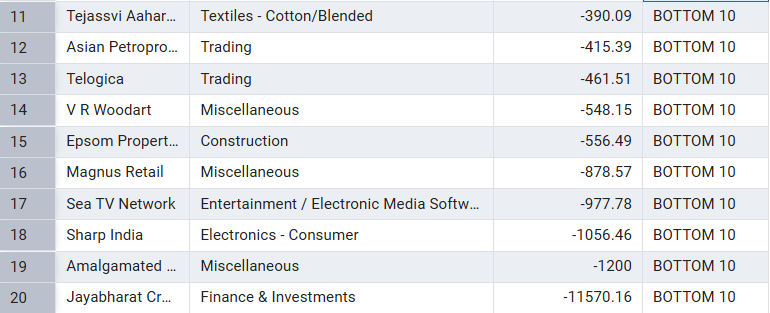 11 Tejassvi Aahar... Textiles - Cotton/Blended -390.09 BOTTOM 10
12 Asian Petropro... Trading -415.39 BOTTOM 10
13 Telogica Trading -461.51 BOTTOM 10
14 V R Woodart Miscellaneous -548.15 BOTTOM 10
15 Epsom Propert... Construction -556.49 BOTTOM 10
16 Magnus Retail Miscellaneous -878.57 BOTTOM 10
17 Sea TV Network Entertainment / Electronic Media Softw... -977.78 BOTTOM 10
18 Sharp India Electronics - Consumer -1056.46 BOTTOM 10
19 Amalgamated ... Miscellaneous -1200 BOTTOM 10
20 Jayabharat Cr... Finance & Investments -11570.16 BOTTOM 10